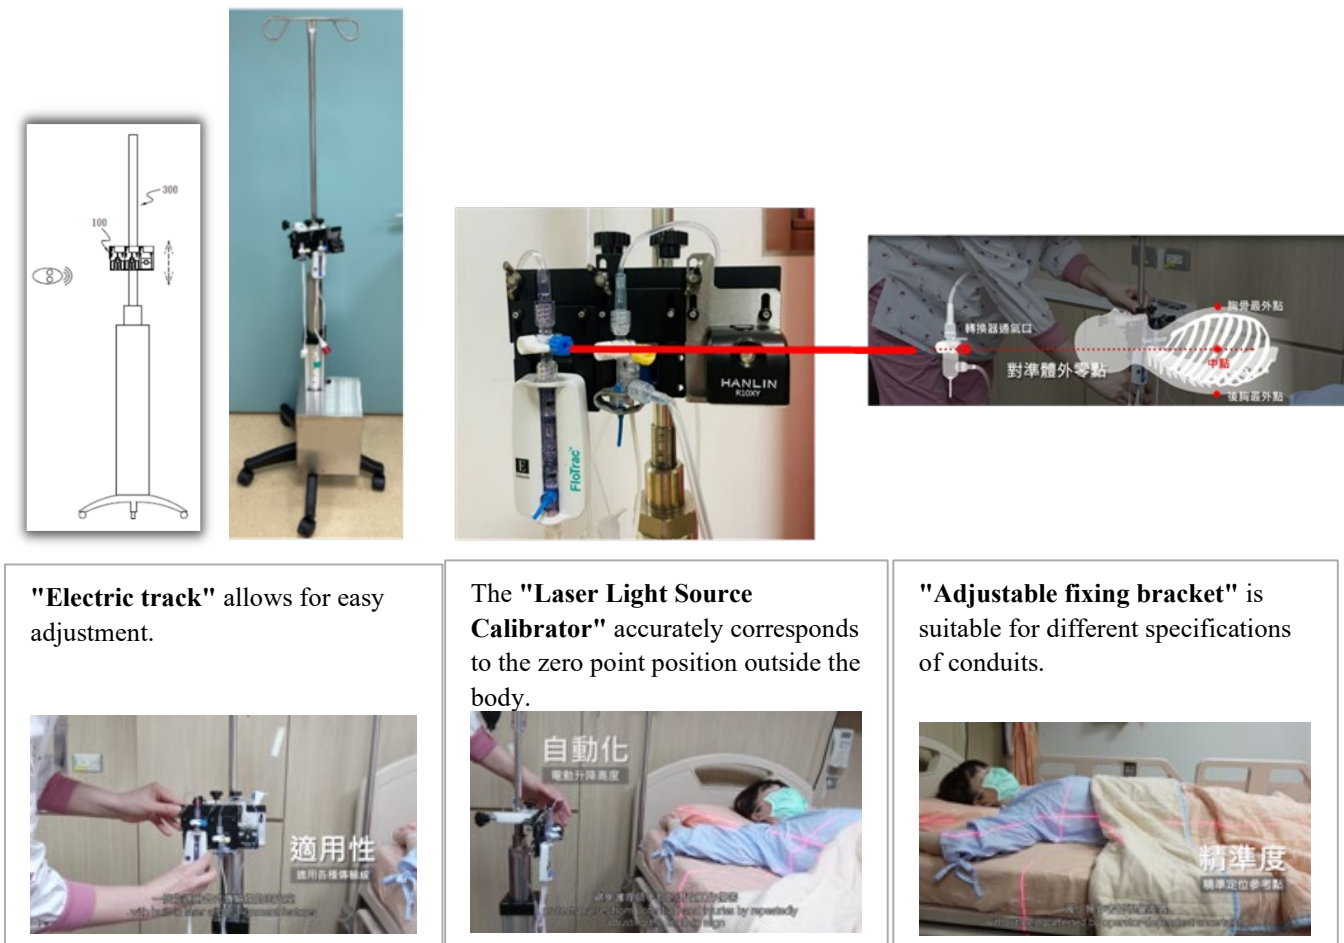 300
100
E
FloTrac
HANLIN
R10XY
胸骨最外點
轉換器通氣口
對準體外零點
中點
後胸最外點
"Electric track" allows for easy
adjustment.
The "Laser Light Source
Calibrator" accurately corresponds
to the zero point position outside the
body.
"Adjustable fixing bracket" is
suitable for different specifications
of conduits.
適用性
適用各種傳輸線
自動化
電動升降高度
and injuries by repeatedly
精準度
精準定位參考點